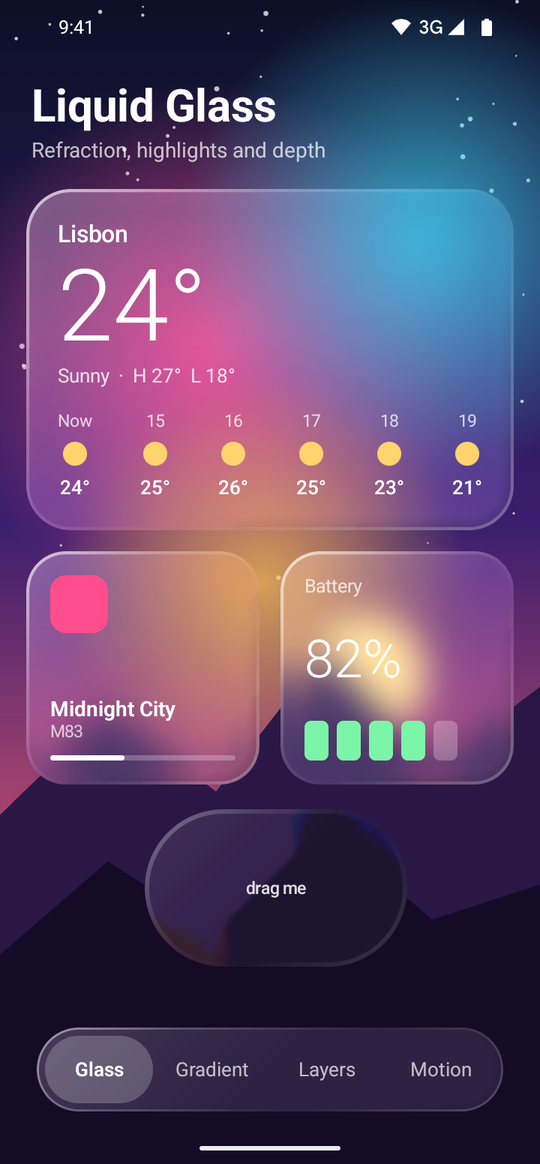 9:41 3G
Liquid Glass
Refraction, highlights and depth
Lisbon
24°
Sunny · H 27° L 18°
Now 15 16 17 18 19
24° 25° 26° 25° 23° 21°
Battery
82%
Midnight City
M83
drag me
Glass Gradient Layers Motion